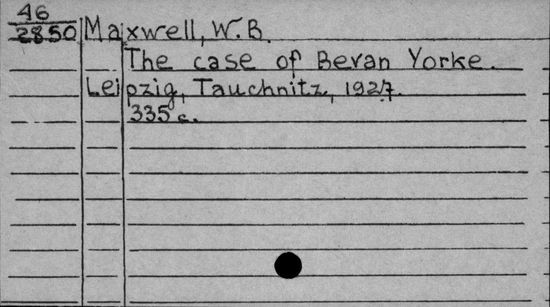 46
2850
Maxwell, W.B.
The case of Bevan Yorke.
Leipzig, Tauchnitz, 1927.
335 c.